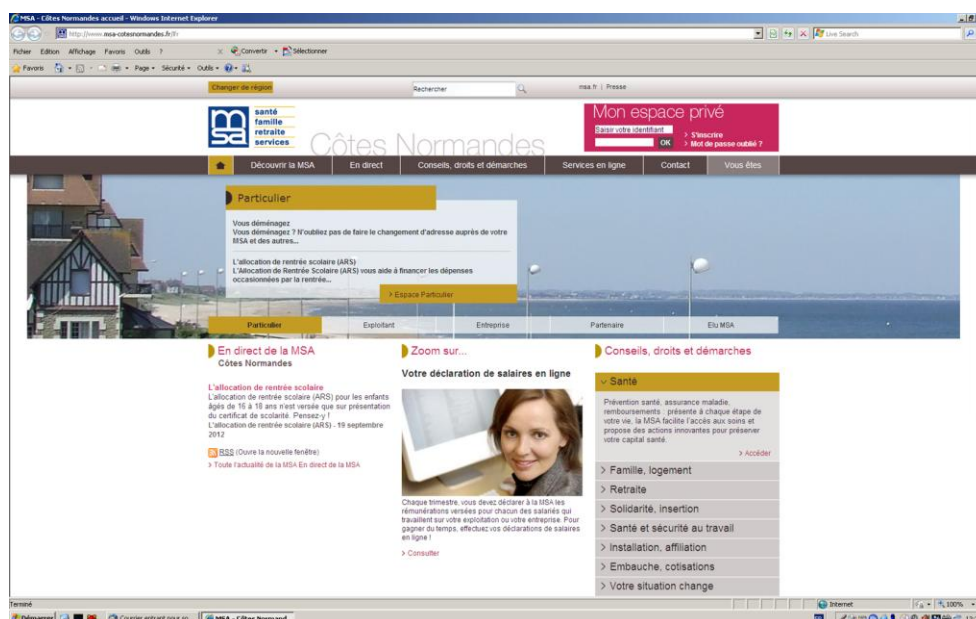 MSA - Côtes Normandes accueil - Windows Internet Explorer
http://www.msa-cotesnormandes.fr/lfr
Live Search
Fichier Edition Affichage Favoris Outils ?
x Convertir Sélectionner
Favoris
Page Sécurité Outils
Changer de région
Rechercher
msa.fr | Presse
msa
santé
famille
retraite
services
Côtes Normandes
Mon espace privé
Saisir votre identifiant
OK
> S'inscrire
> Mot de passe oublié ?
Découvrir la MSA
En direct
Conseils, droits et démarches
Services en ligne
Contact
Vous êtes
Particulier
Vous déménagez
Vous déménagez ? N'oubliez pas de faire le changement d'adresse auprès de votre
MSA et des autres...
L'allocation de rentrée scolaire (ARS)
L'Allocation de Rentrée Scolaire (ARS) vous aide à financer les dépenses
occasionnées par la rentrée...
> Espace Particulier
Particulier
Exploitant
Entreprise
Partenaire
Elu MSA
En direct de la MSA
Côtes Normandes
L'allocation de rentrée scolaire
L'allocation de rentrée scolaire (ARS) pour les enfants
âgés de 16 à 18 ans n'est versée que sur présentation
du certificat de scolarité. Pensez-y !
L'allocation de rentrée scolaire (ARS) - 19 septembre
2012
RSS (Ouvre la nouvelle fenêtre)
> Toute l'actualité de la MSA En direct de la MSA
Zoom sur...
Votre déclaration de salaires en ligne
Chaque trimestre, vous devez déclarer à la MSA les
rémunérations versées pour chacun des salariés qui
travaillent sur votre exploitation ou votre entreprise. Pour
gagner du temps, effectuez vos déclarations de salaires
en ligne !
> Consulter
Conseils, droits et démarches
Santé
Prévention santé, assurance maladie,
remboursements : présente à chaque étape de
votre vie, la MSA facilite l'accès aux soins et
propose des actions innovantes pour préserver
votre capital santé.
> Accéder
> Famille, logement
> Retraite
> Solidarité, insertion
> Santé et sécurité au travail
> Installation, affiliation
> Embauche, cotisations
> Votre situation change
Terminé
Internet
100%
Démarrer
Courrier entrant pour
MSA - Côtes Normand...